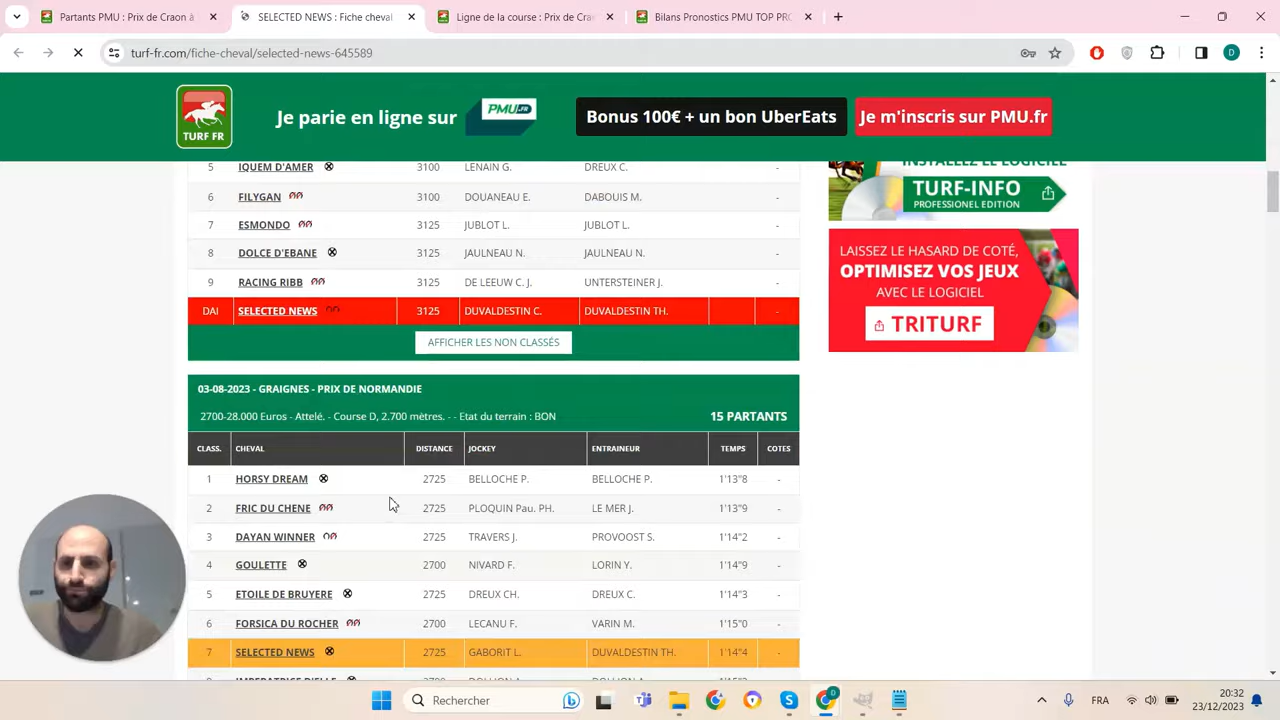 Partants PMU : Prix de Craon à
SELECTED NEWS : Fiche cheval
Ligne de la course : Prix de Cra
Bilans Pronostics PMU TOP PRO
turf-fr.com/fiche-cheval/selected-news-645589
D
TURF FR
Je parie en ligne sur
PMU.FR
Bonus 100€ + un bon UberEats
Je m'inscris sur PMU.fr
5 IQUEM D'AMER 3100 LENAIN G. DREUX C. -
6 FILYGAN 3100 DOUANEAU E. DABOUIS M. -
7 ESMONDO 3125 JUBLOT L. JUBLOT L. -
8 DOLCE D'EBANE 3125 JAULNEAU N. JAULNEAU N. -
9 RACING RIBB 3125 DE LEEUW C. J. UNTERSTEINER J. -
DAI SELECTED NEWS 3125 DUVALDESTIN C. DUVALDESTIN TH. -
AFFICHER LES NON CLASSÉS
INSTALLEZ LE LOGICIEL
TURF-INFO
PROFESIONEL EDITION
LAISSEZ LE HASARD DE COTÉ,
OPTIMISEZ VOS JEUX
AVEC LE LOGICIEL
TRITURF
03-08-2023 - GRAIGNES - PRIX DE NORMANDIE
2700-28.000 Euros - Attelé. - Course D, 2.700 mètres. - - Etat du terrain : BON
15 PARTANTS
CLASS. CHEVAL DISTANCE JOCKEY ENTRAINEUR TEMPS COTES
1 HORSY DREAM 2725 BELLOCHE P. BELLOCHE P. 1'13"8 -
2 FRIC DU CHENE 2725 PLOQUIN Pau. PH. LE MER J. 1'13"9 -
3 DAYAN WINNER 2725 TRAVERS J. PROVOOST S. 1'14"2 -
4 GOULETTE 2700 NIVARD F. LORIN Y. 1'14"9 -
5 ETOILE DE BRUYERE 2725 DREUX CH. DREUX C. 1'14"3 -
6 FORSICA DU ROCHER 2700 LECANU F. VARIN M. 1'15"0 -
7 SELECTED NEWS 2725 GABORIT L. DUVALDESTIN TH. 1'14"4 -
Rechercher
FRA
20:32
23/12/2023